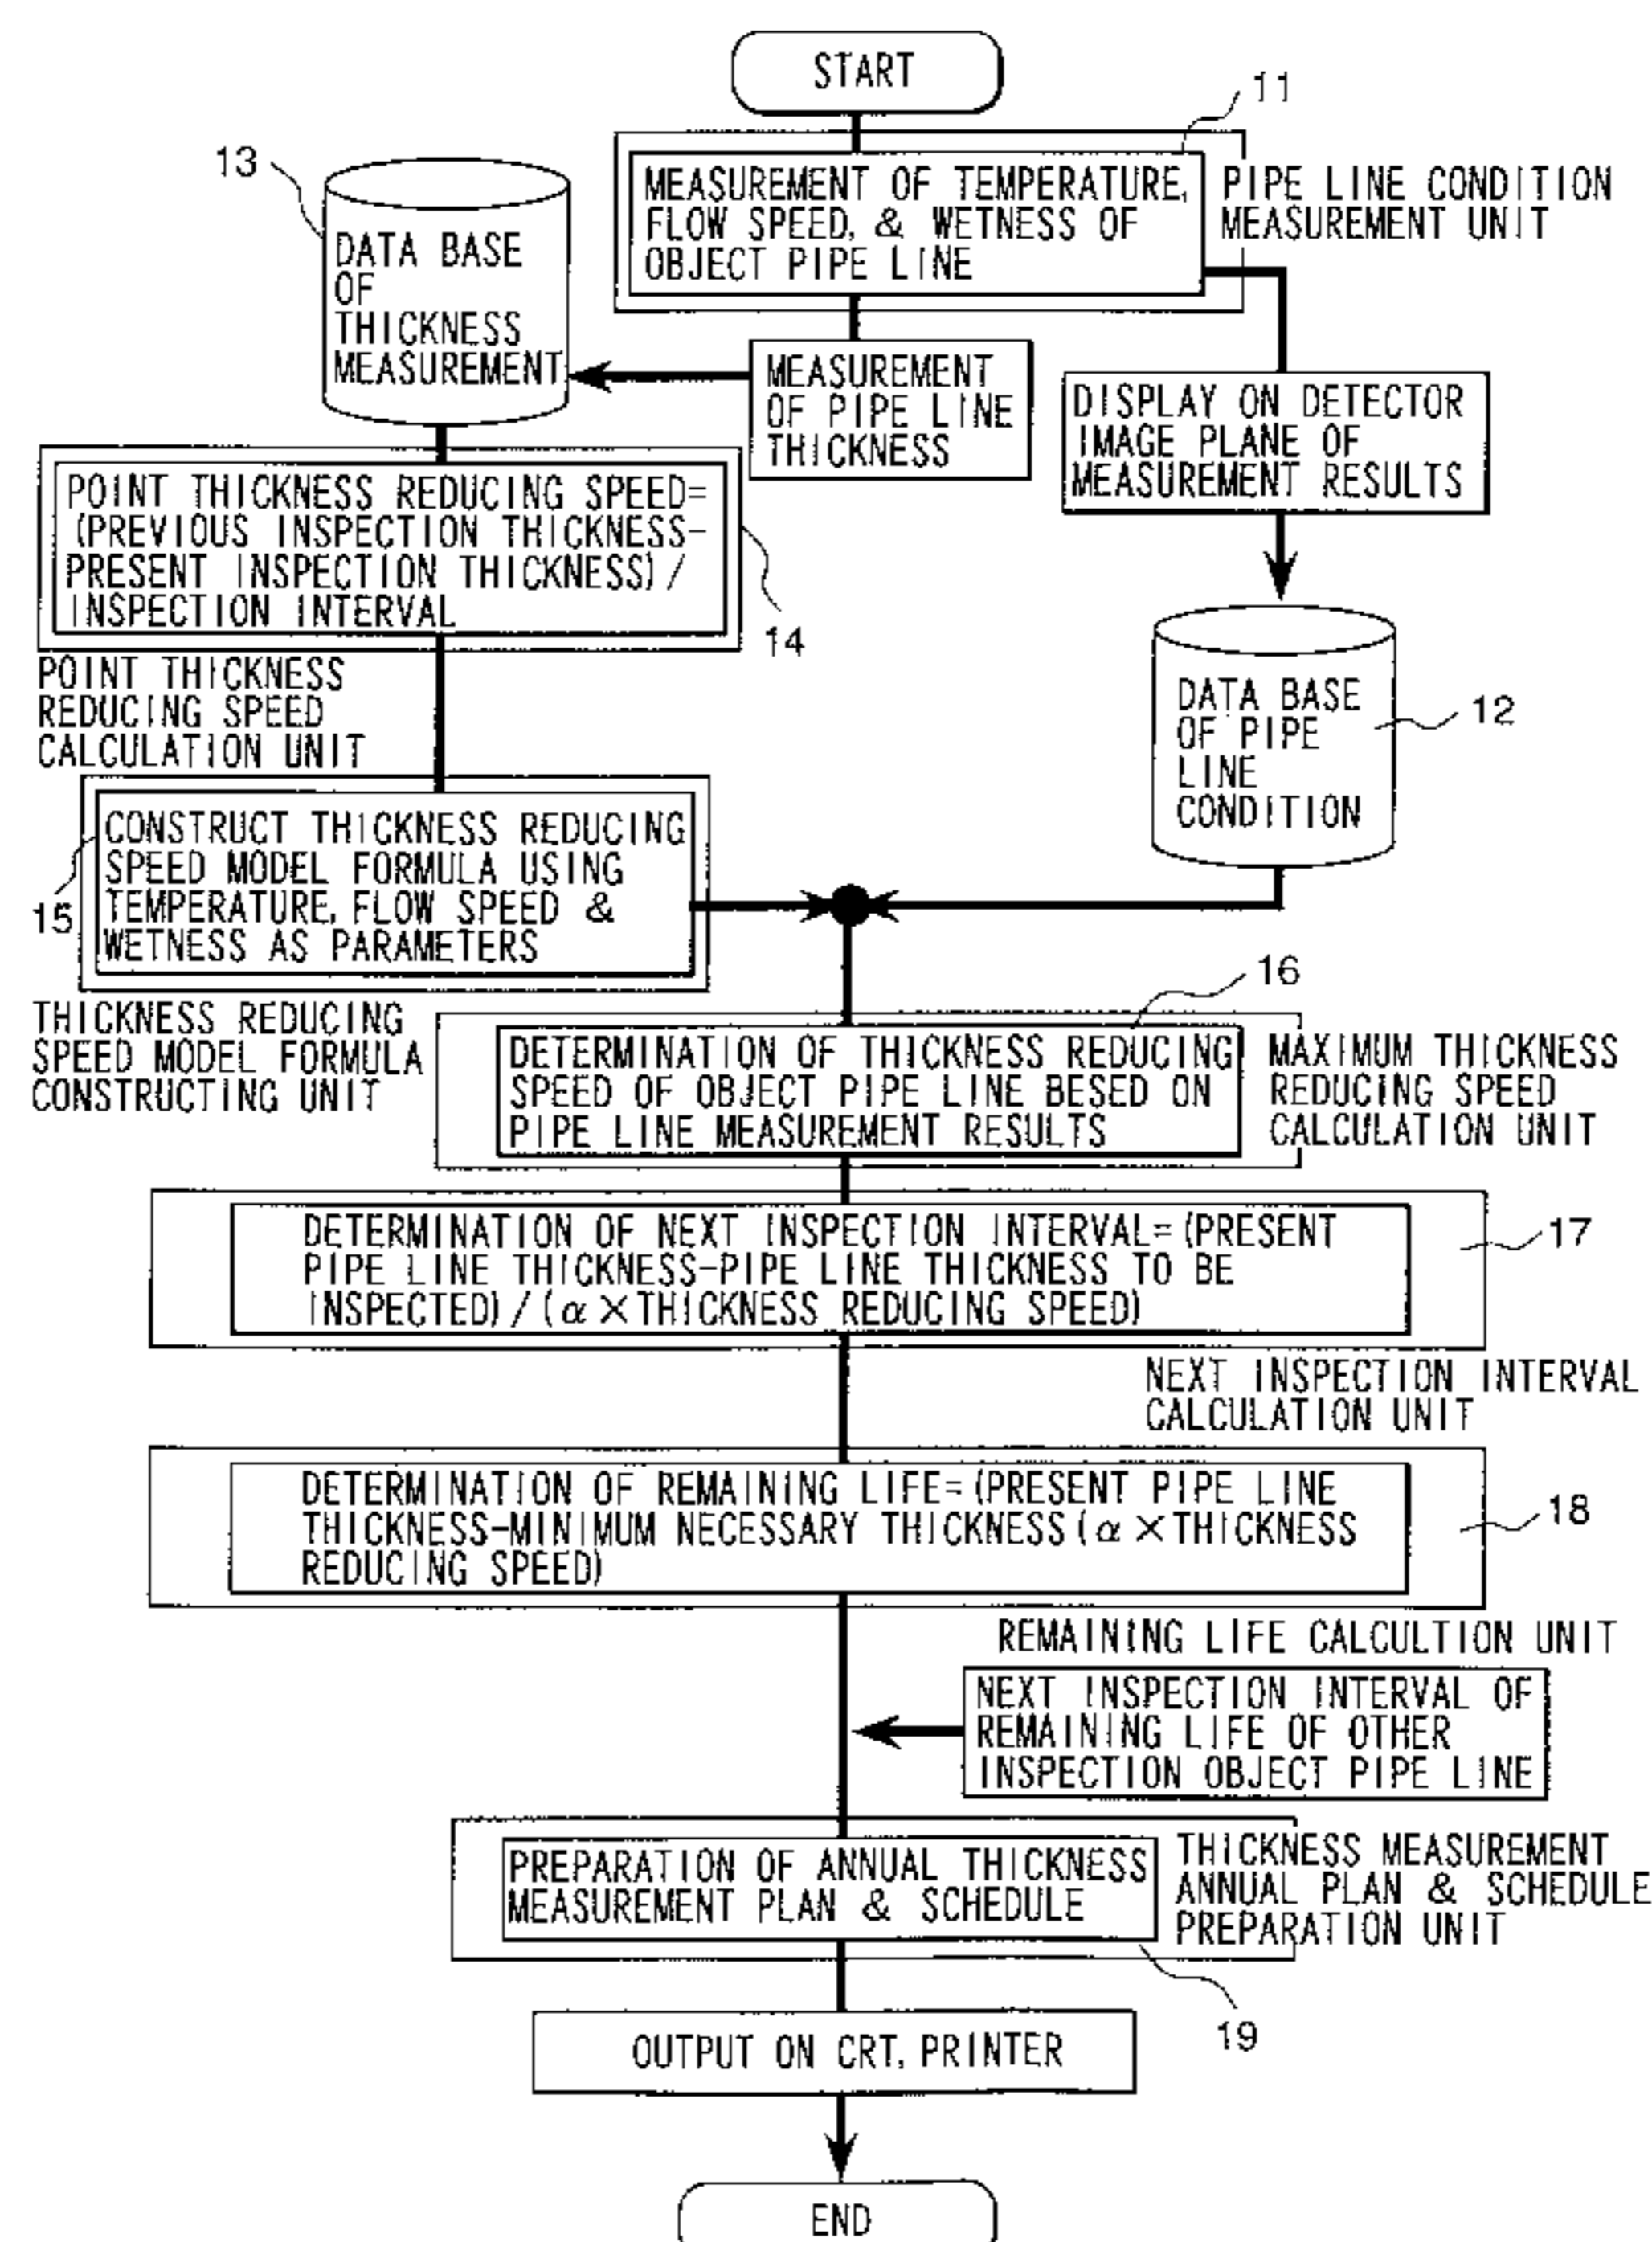 START
11
MEASUREMENT OF TEMPERATURE,
FLOW SPEED, & WETNESS OF
OBJECT PIPE LINE
PIPE LINE CONDITION
MEASUREMENT UNIT
13
DATA BASE
OF
THICKNESS
MEASUREMENT
MEASUREMENT
OF PIPE LINE
THICKNESS
DISPLAY ON DETECTOR
IMAGE PLANE OF
MEASUREMENT RESULTS
POINT THICKNESS REDUCING SPEED=
(PREVIOUS INSPECTION THICKNESS-
PRESENT INSPECTION THICKNESS)/
INSPECTION INTERVAL
14
POINT THICKNESS
REDUCING SPEED
CALCULATION UNIT
DATA BASE
OF PIPE
LINE
CONDITION
12
CONSTRUCT THICKNESS REDUCING
SPEED MODEL FORMULA USING
TEMPERATURE, FLOW SPEED &
WETNESS AS PARAMETERS
15
THICKNESS REDUCING
SPEED MODEL FORMULA
CONSTRUCTING UNIT
16
DETERMINATION OF THICKNESS REDUCING
SPEED OF OBJECT PIPE LINE BESED ON
PIPE LINE MEASUREMENT RESULTS
MAXIMUM THICKNESS
REDUCING SPEED
CALCULATION UNIT
DETERMINATION OF NEXT INSPECTION INTERVAL=(PRESENT
PIPE LINE THICKNESS-PIPE LINE THICKNESS TO BE
INSPECTED)/(α×THICKNESS REDUCING SPEED)
17
NEXT INSPECTION INTERVAL
CALCULATION UNIT
DETERMINATION OF REMAINING LIFE=(PRESENT PIPE LINE
THICKNESS-MINIMUM NECESSARY THICKNESS(α×THICKNESS
REDUCING SPEED)
18
REMAINING LIFE CALCULTION UNIT
NEXT INSPECTION INTERVAL OF
REMAINING LIFE OF OTHER
INSPECTION OBJECT PIPE LINE
PREPARATION OF ANNUAL THICKNESS
MEASUREMENT PLAN & SCHEDULE
THICKNESS MEASUREMENT
ANNUAL PLAN & SCHEDULE
PREPARATION UNIT
19
OUTPUT ON CRT, PRINTER
END